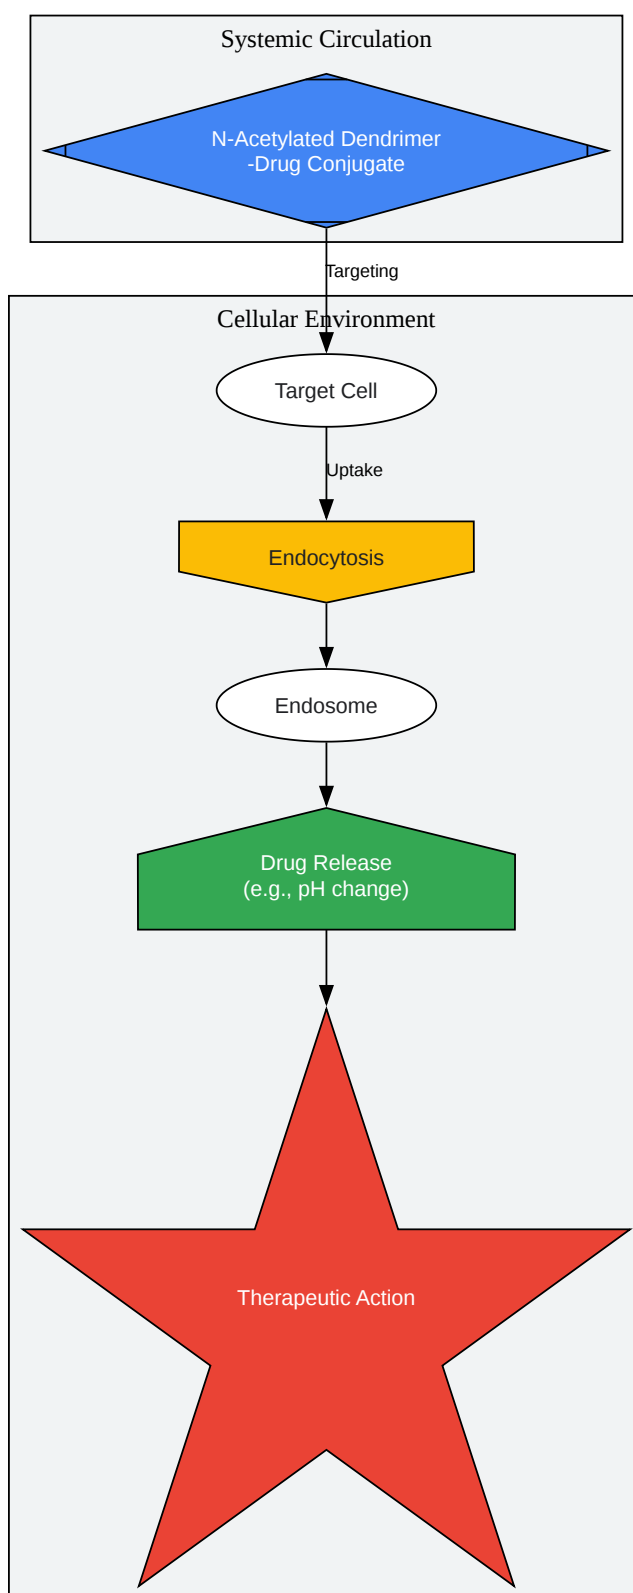 Systemic Circulation
N-Acetylated Dendrimer
-Drug Conjugate
Targeting
Cellular Environment
Target Cell
Uptake
Endocytosis
Endosome
Drug Release
(e.g., pH change)
Therapeutic Action